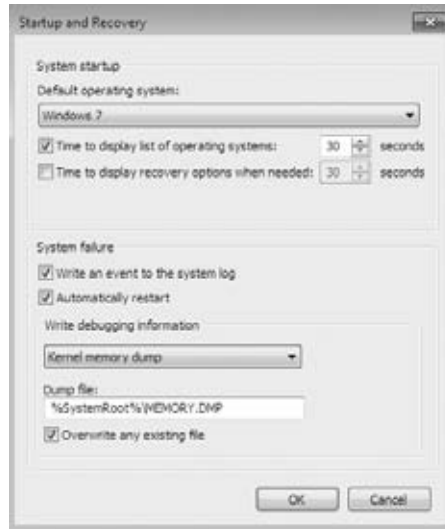 Startup and Recovery
System startup
Default operating system:
Windows 7
Time to display list of operating systems: 30 seconds
Time to display recovery options when needed: 30 seconds
System failure
Write an event to the system log
Automatically restart
Write debugging information
Kernel memory dump
Dump file:
%SystemRoot%\MEMORY.DMP
Overwrite any existing file
OK Cancel